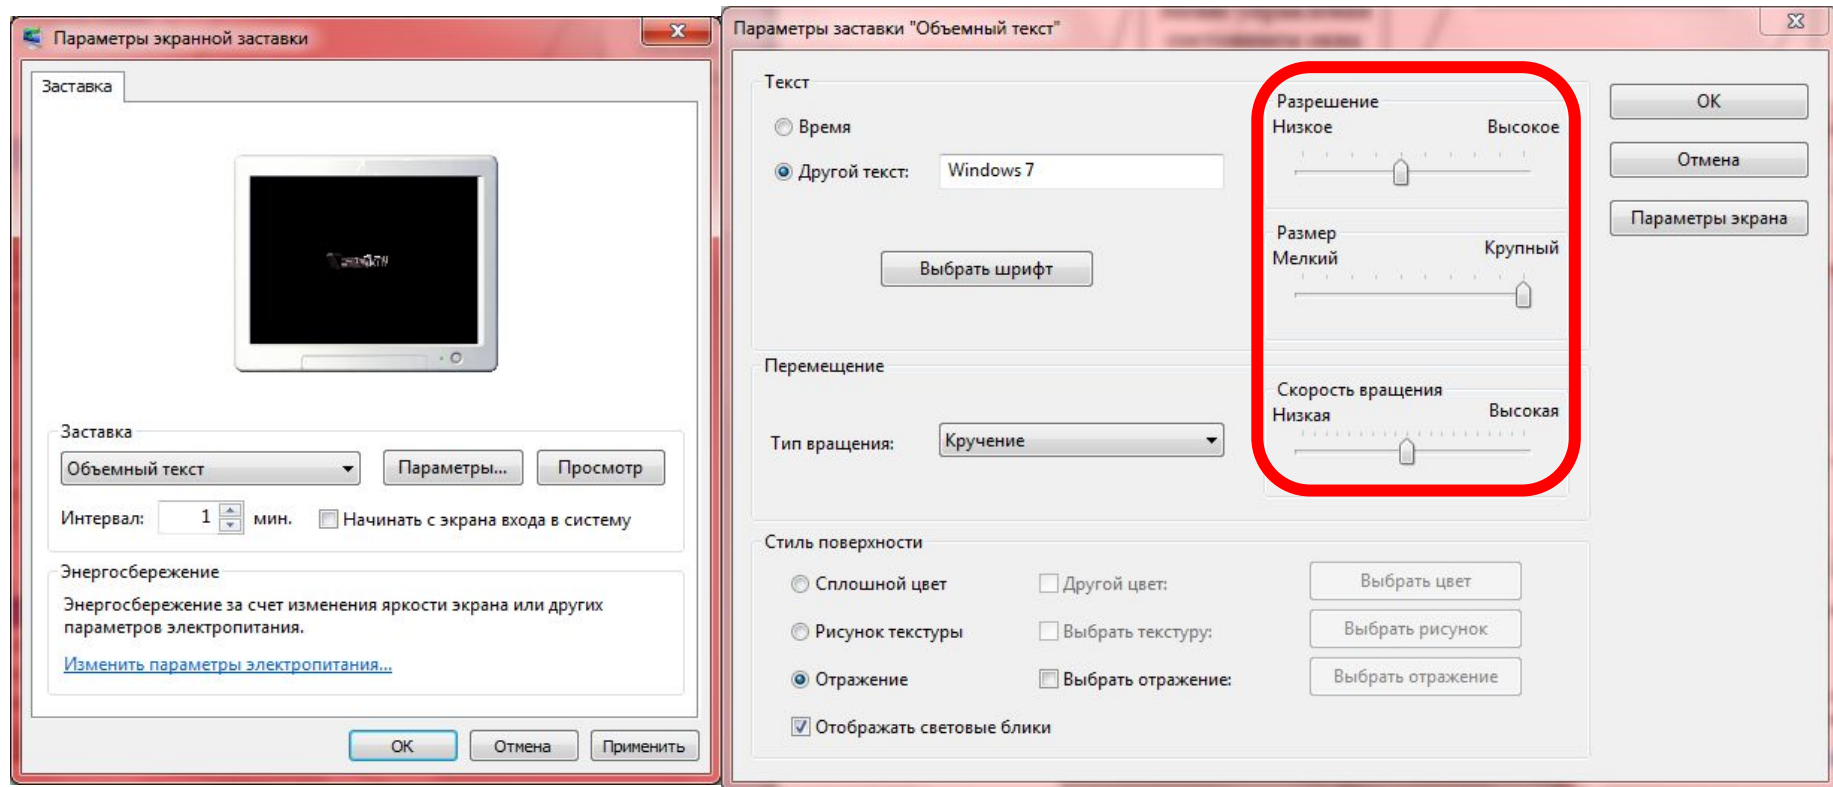 Параметры экранной заставки
Заставка
Заставка
Объемный текст
Параметры...
Просмотр
Интервал: 1 мин. Начинать с экрана входа в систему
Энергосбережение
Энергосбережение за счет изменения яркости экрана или других
параметров электропитания.
Изменить параметры электропитания...
ОК Отмена Применить
Параметры заставки "Объемный текст"
Текст
Время
Другой текст: Windows 7
Выбрать шрифт
Разрешение
Низкое Высокое
Размер
Мелкий Крупный
ОК
Отмена
Параметры экрана
Перемещение
Тип вращения: Кручение
Скорость вращения
Низкая Высокая
Стиль поверхности
Сплошной цвет Другой цвет: Выбрать цвет
Рисунок текстуры Выбрать текстуру: Выбрать рисунок
Отражение Выбрать отражение: Выбрать отражение
Отображать световые блики